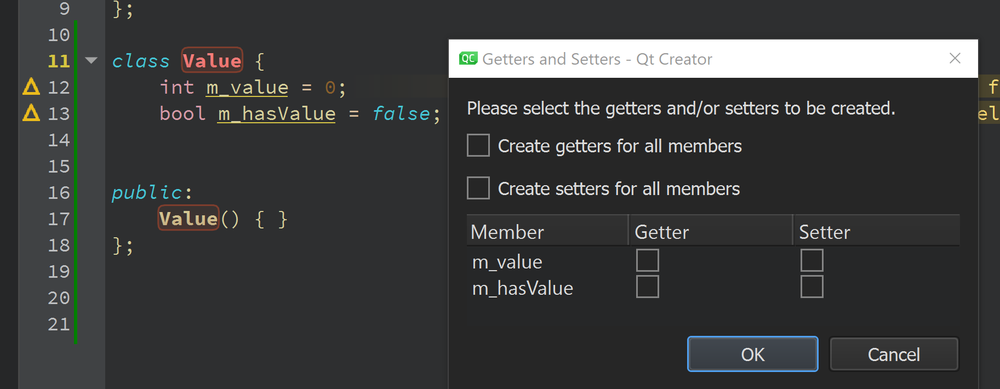 9 };
10
11 class Value {
12 int m_value = 0;
13 bool m_hasValue = false;
14
15
16 public:
17 Value() { }
18 };
19
20
21
f
el
QC Getters and Setters - Qt Creator
Please select the getters and/or setters to be created.
Create getters for all members
Create setters for all members
Member Getter Setter
m_value
m_hasValue
OK Cancel